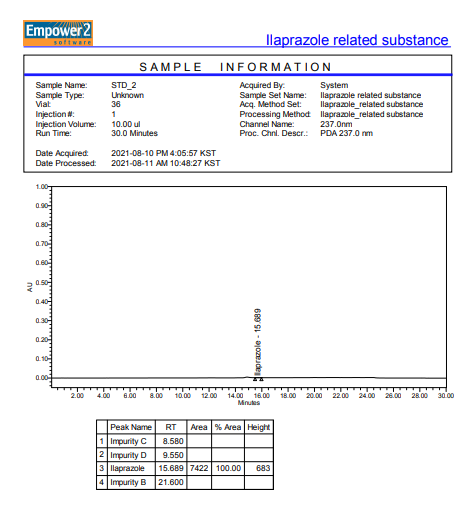 Empower2
software
Ilaprazole related substance
SAMPLE INFORMATION
Sample Name: STD_2 Acquired By: System
Sample Type: Unknown Sample Set Name: Ilaprazole related substance
Vial: 36 Acq. Method Set: Ilaprazole_related substance
Injection #: 1 Processing Method: Ilaprazole_related substance
Injection Volume: 10.00 ul Channel Name: 237.0nm
Run Time: 30.0 Minutes Proc. Chnl. Descr.: PDA 237.0 nm
Date Acquired: 2021-08-10 PM 4:05:57 KST
Date Processed: 2021-08-11 AM 10:48:27 KST
1.00
0.90
0.80
0.70
0.60
AU
0.50
0.40
0.30
0.20
0.10
0.00
Ilaprazole - 15.689
2.00 4.00 6.00 8.00 10.00 12.00 14.00 16.00 18.00 20.00 22.00 24.00 26.00 28.00 30.00
Minutes
Peak Name RT Area % Area Height
1 Impurity C 8.580
2 Impurity D 9.550
3 Ilaprazole 15.689 7422 100.00 683
4 Impurity B 21.600